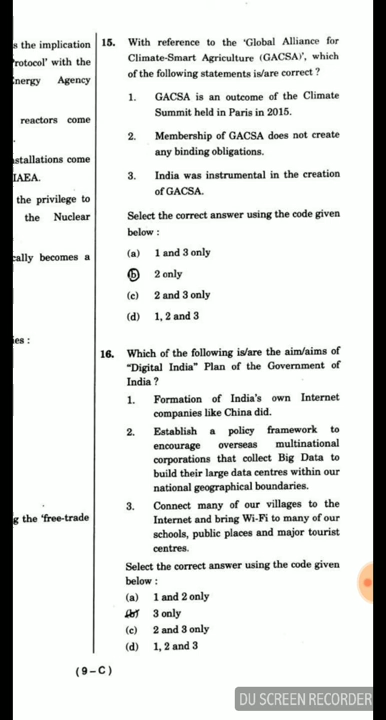 s the implication
rotocol' with the
Energy Agency
reactors come
stallations come
IAEA.
the privilege to
the Nuclear
cally becomes a
ies :
g the 'free-trade
15. With reference to the 'Global Alliance for
Climate-Smart Agriculture (GACSA)', which
of the following statements is/are correct ?
1. GACSA is an outcome of the Climate
Summit held in Paris in 2015.
2. Membership of GACSA does not create
any binding obligations.
3. India was instrumental in the creation
of GACSA.
Select the correct answer using the code given
below :
(a) 1 and 3 only
(b) 2 only
(c) 2 and 3 only
(d) 1, 2 and 3
16. Which of the following is/are the aim/aims of
"Digital India" Plan of the Government of
India ?
1. Formation of India's own Internet
companies like China did.
2. Establish a policy framework to
encourage overseas multinational
corporations that collect Big Data to
build their large data centres within our
national geographical boundaries.
3. Connect many of our villages to the
Internet and bring Wi-Fi to many of our
schools, public places and major tourist
centres.
Select the correct answer using the code given
below :
(a) 1 and 2 only
(b) 3 only
(c) 2 and 3 only
(d) 1, 2 and 3
(9–C)
DU SCREEN RECORDER